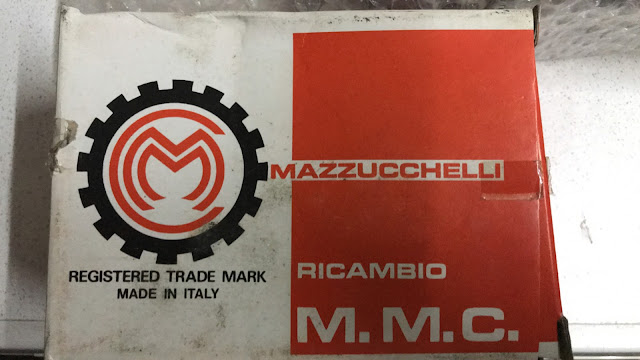 MAZZUCCHELLI
REGISTERED TRADE MARK
MADE IN ITALY
RICAMBIO
M.M.C.